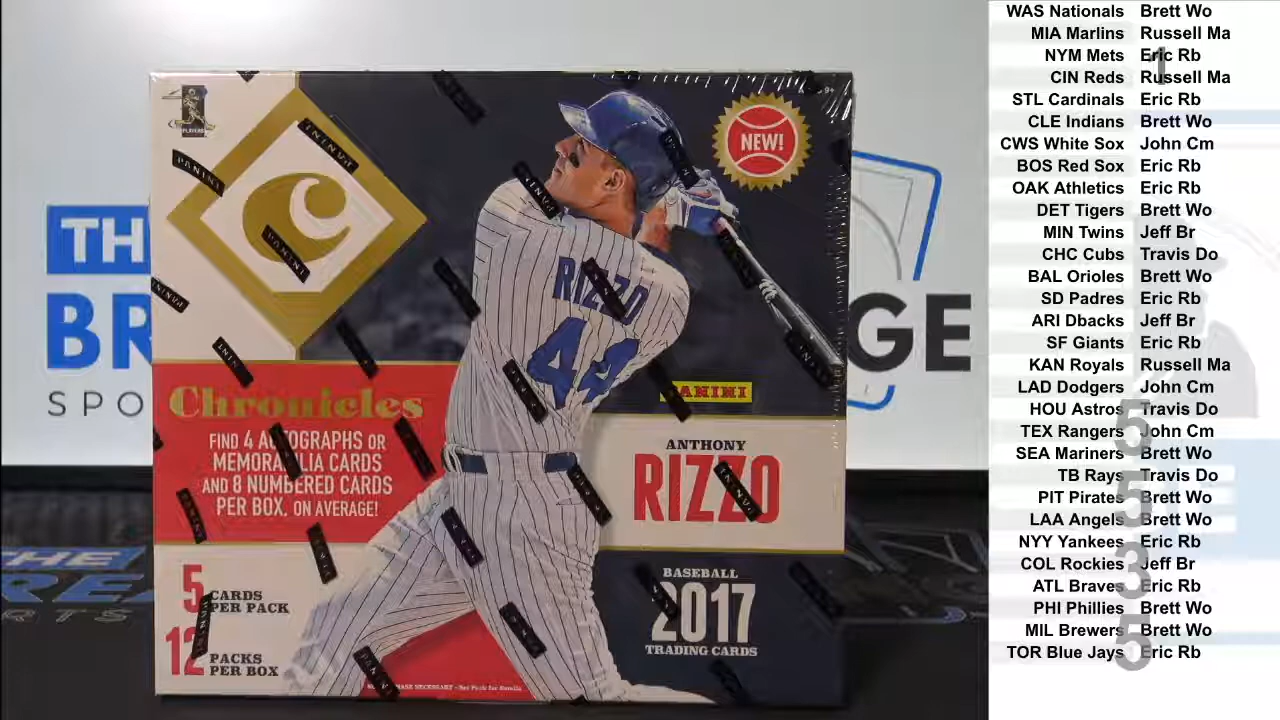 WAS Nationals Brett Wo
MIA Marlins Russell Ma
NYM Mets Eric Rb
CIN Reds Russell Ma
STL Cardinals Eric Rb
CLE Indians Brett Wo
CWS White Sox John Cm
BOS Red Sox Eric Rb
OAK Athletics Eric Rb
DET Tigers Brett Wo
MIN Twins Jeff Br
CHC Cubs Travis Do
BAL Orioles Brett Wo
SD Padres Eric Rb
ARI Dbacks Jeff Br
SF Giants Eric Rb
KAN Royals Russell Ma
LAD Dodgers John Cm
HOU Astros Travis Do
TEX Rangers John Cm
SEA Mariners Brett Wo
TB Rays Travis Do
PIT Pirates Brett Wo
LAA Angels Brett Wo
NYY Yankees Eric Rb
COL Rockies Jeff Br
ATL Braves Eric Rb
PHI Phillies Brett Wo
MIL Brewers Brett Wo
TOR Blue Jays Eric Rb
NEW!
PANINI
RIZZO
44
PANINI
Chronicles
FIND 4 AUTOGRAPHS OR
MEMORABILIA CARDS
AND 8 NUMBERED CARDS
PER BOX, ON AVERAGE!
ANTHONY
RIZZO
5 CARDS
PER PACK
12 PACKS
PER BOX
BASEBALL
2017
TRADING CARDS
THE